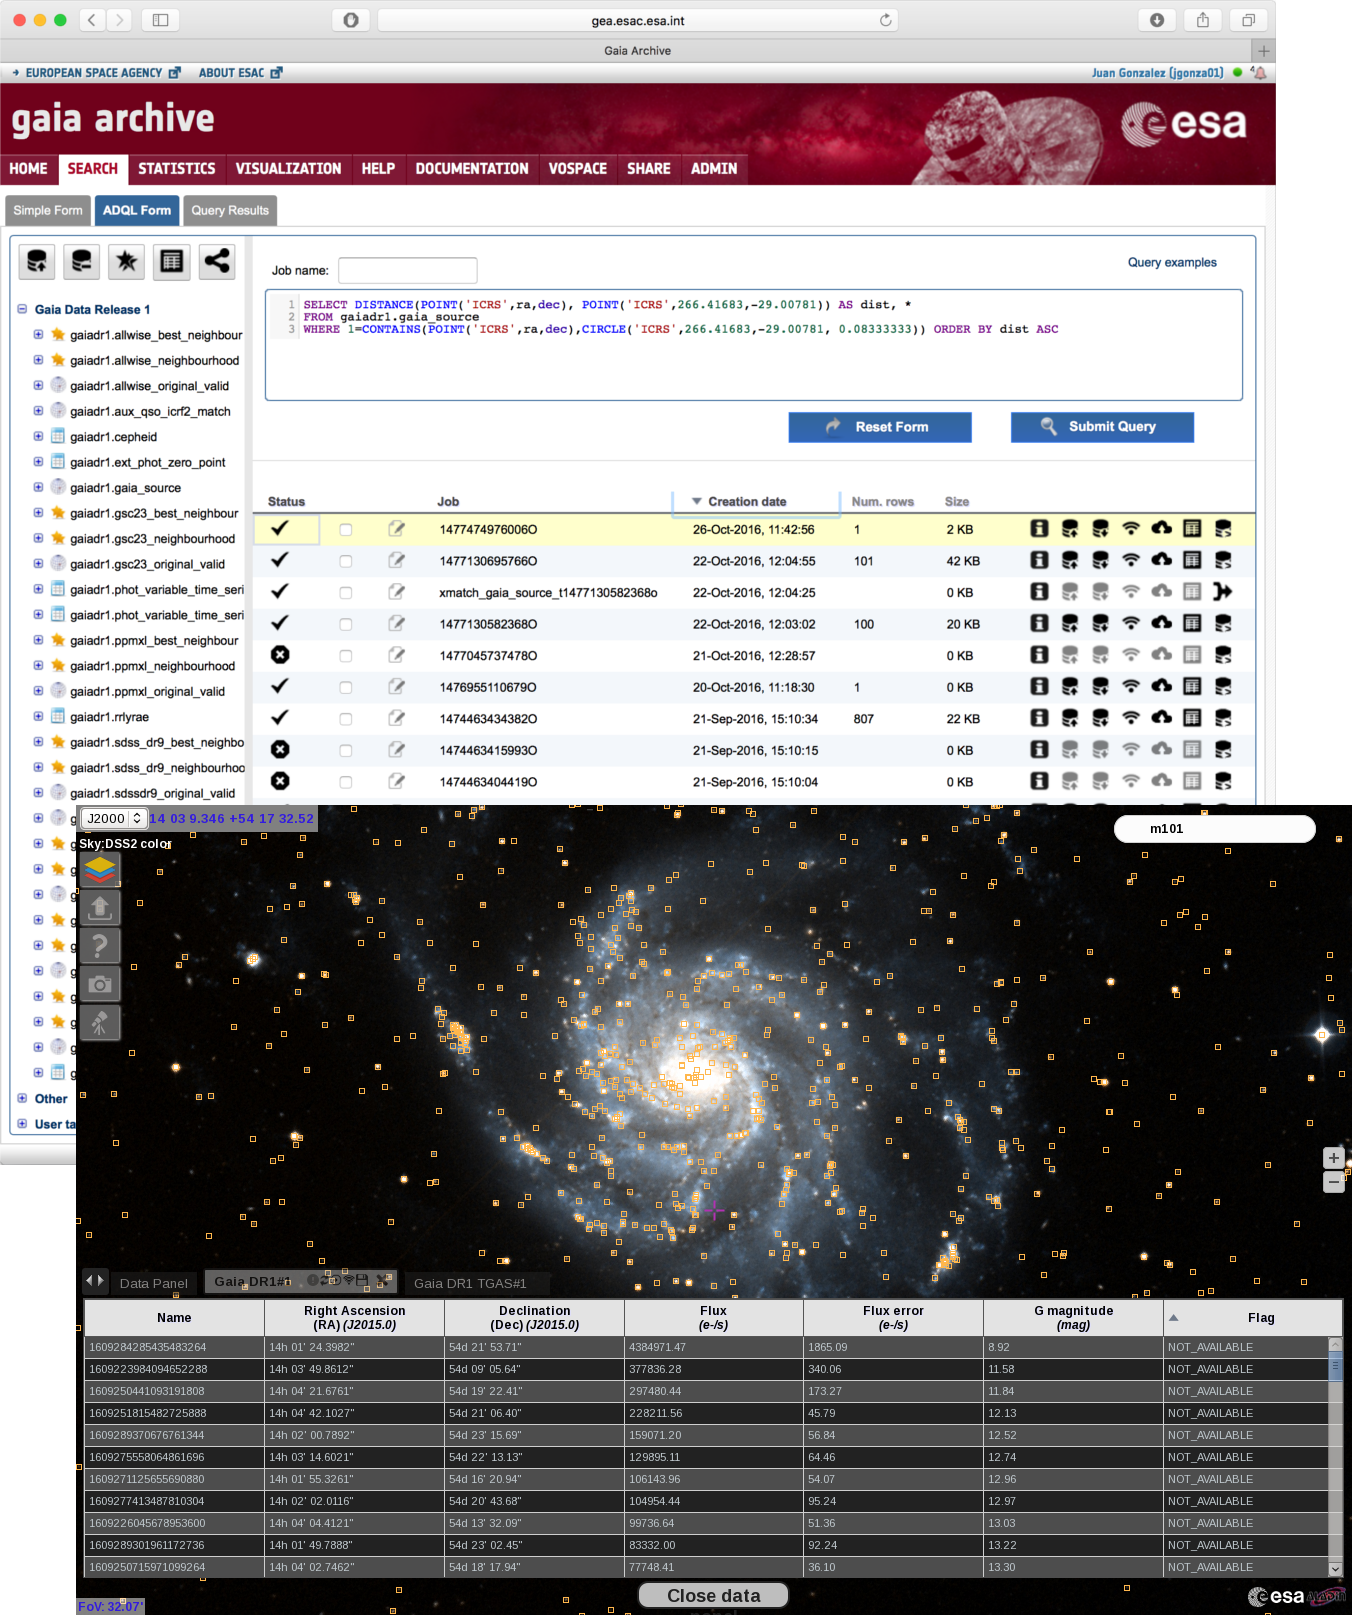 gea.esac.esa.int
Gaia Archive
EUROPEAN SPACE AGENCY ABOUT ESAC Juan Gonzalez (jgonza01) 4
gaia archive esa
HOME SEARCH STATISTICS VISUALIZATION HELP DOCUMENTATION VOSPACE SHARE ADMIN
Simple Form ADQL Form Query Results
Job name: Query examples
1 SELECT DISTANCE(POINT('ICRS',ra,dec), POINT('ICRS',266.41683,-29.00781)) AS dist, *
2 FROM gaiadr1.gaia_source
3 WHERE 1=CONTAINS(POINT('ICRS',ra,dec),CIRCLE('ICRS',266.41683,-29.00781, 0.08333333)) ORDER BY dist ASC
Reset Form Submit Query
Gaia Data Release 1
gaiadr1.allwise_best_neighbour
gaiadr1.allwise_neighbourhood
gaiadr1.allwise_original_valid
gaiadr1.aux_qso_icrf2_match
gaiadr1.cepheid
gaiadr1.ext_phot_zero_point
gaiadr1.gaia_source
gaiadr1.gsc23_best_neighbour
gaiadr1.gsc23_neighbourhood
gaiadr1.gsc23_original_valid
gaiadr1.phot_variable_time_seri
gaiadr1.phot_variable_time_seri
gaiadr1.ppmxl_best_neighbour
gaiadr1.ppmxl_neighbourhood
gaiadr1.ppmxl_original_valid
gaiadr1.rrlyrae
gaiadr1.sdss_dr9_best_neighbo
gaiadr1.sdss_dr9_neighbourhoo
gaiadr1.sdssdr9_original_valid
Other
User ta
Status Job Creation date Num. rows Size
1477474976006O 26-Oct-2016, 11:42:56 1 2 KB
1477130695766O 22-Oct-2016, 12:04:55 101 42 KB
xmatch_gaia_source_t1477130582368o 22-Oct-2016, 12:04:25 0 KB
1477130582368O 22-Oct-2016, 12:03:02 100 20 KB
1477045737478O 21-Oct-2016, 12:28:57 0 KB
1476955110679O 20-Oct-2016, 11:18:30 1 0 KB
1474463434382O 21-Sep-2016, 15:10:34 807 22 KB
1474463415993O 21-Sep-2016, 15:10:15 0 KB
1474463404419O 21-Sep-2016, 15:10:04 0 KB
J2000 14 03 9.346 +54 17 32.52 m101
Sky:DSS2 color
Data Panel Gaia DR1#1 Gaia DR1 TGAS#1
Name Right Ascension (RA) (J2015.0) Declination (Dec) (J2015.0) Flux (e-/s) Flux error (e-/s) G magnitude (mag) Flag
1609284285435483264 14h 01' 24.3982" 54d 21' 53.71" 4384971.47 1865.09 8.92 NOT_AVAILABLE
1609223984094652288 14h 03' 49.8612" 54d 09' 05.64" 377836.28 340.06 11.58 NOT_AVAILABLE
1609250441093191808 14h 04' 21.6761" 54d 19' 22.41" 297480.44 173.27 11.84 NOT_AVAILABLE
1609251815482725888 14h 04' 42.1027" 54d 21' 06.40" 228211.56 45.79 12.13 NOT_AVAILABLE
1609289370676761344 14h 02' 00.7892" 54d 23' 15.69" 159071.20 56.84 12.52 NOT_AVAILABLE
1609275558064861696 14h 03' 14.6021" 54d 22' 13.13" 129895.11 64.46 12.74 NOT_AVAILABLE
1609271125655690880 14h 01' 55.3261" 54d 16' 20.94" 106143.96 54.07 12.96 NOT_AVAILABLE
1609277413487810304 14h 02' 02.0116" 54d 20' 43.68" 104954.44 95.24 12.97 NOT_AVAILABLE
1609226045678953600 14h 04' 04.4121" 54d 13' 32.09" 99736.64 51.36 13.03 NOT_AVAILABLE
1609289301961172736 14h 01' 49.7888" 54d 23' 02.45" 83332.00 92.24 13.22 NOT_AVAILABLE
1609250715971099264 14h 04' 02.7462" 54d 18' 17.94" 77748.41 36.10 13.30 NOT_AVAILABLE
Close data
FoV: 32.07' esa ALADIN